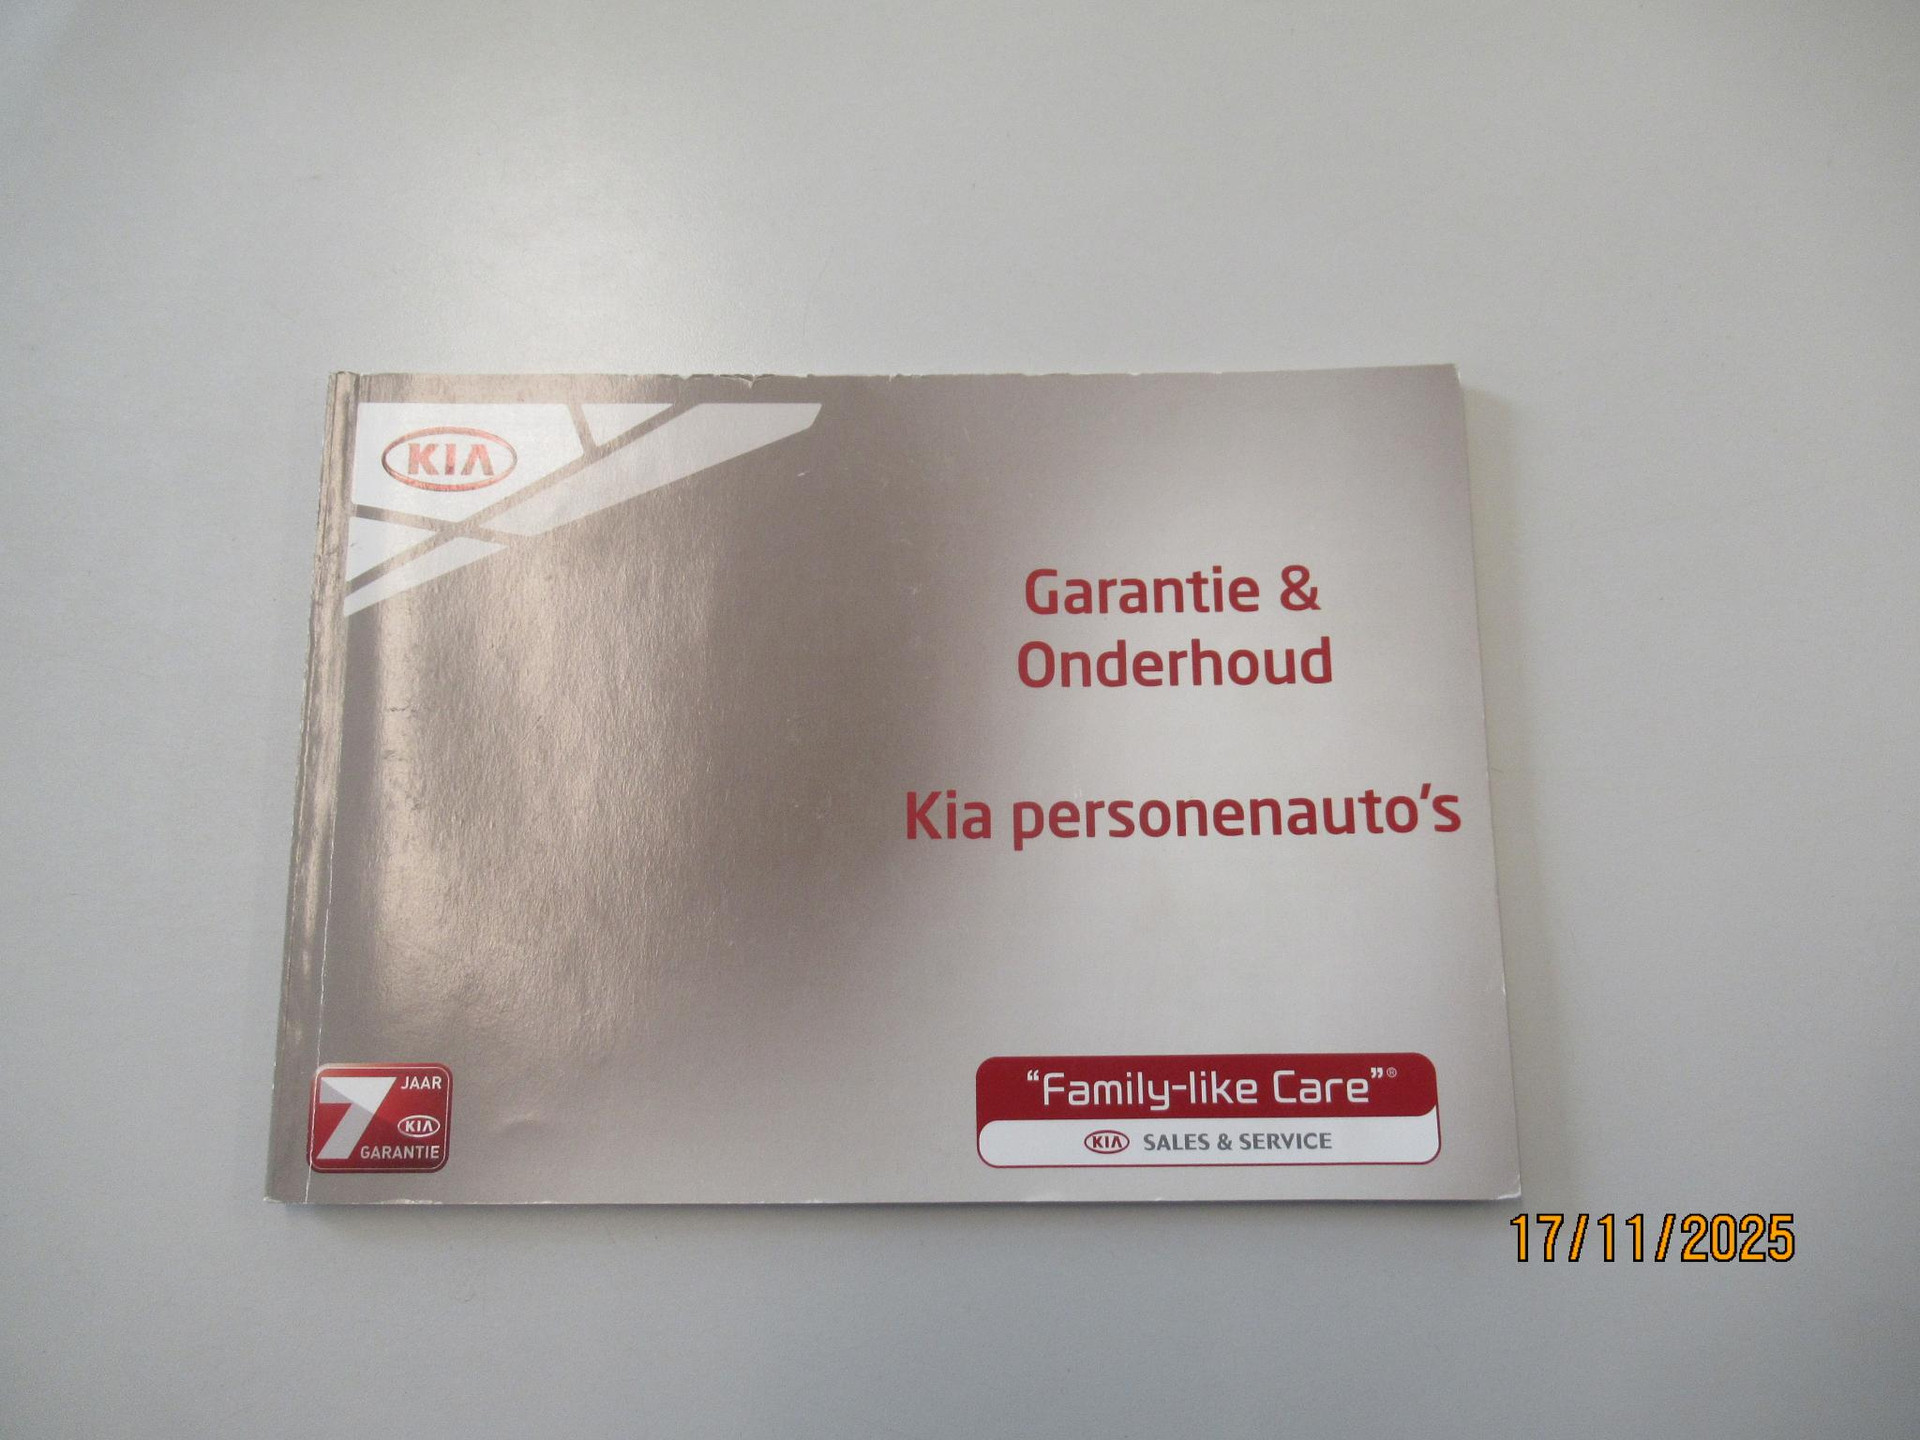 KIA
Garantie &
Onderhoud
Kia personenauto's
7 JAAR
KIA
GARANTIE
“Family-like Care”®
KIA SALES & SERVICE
17/11/2025